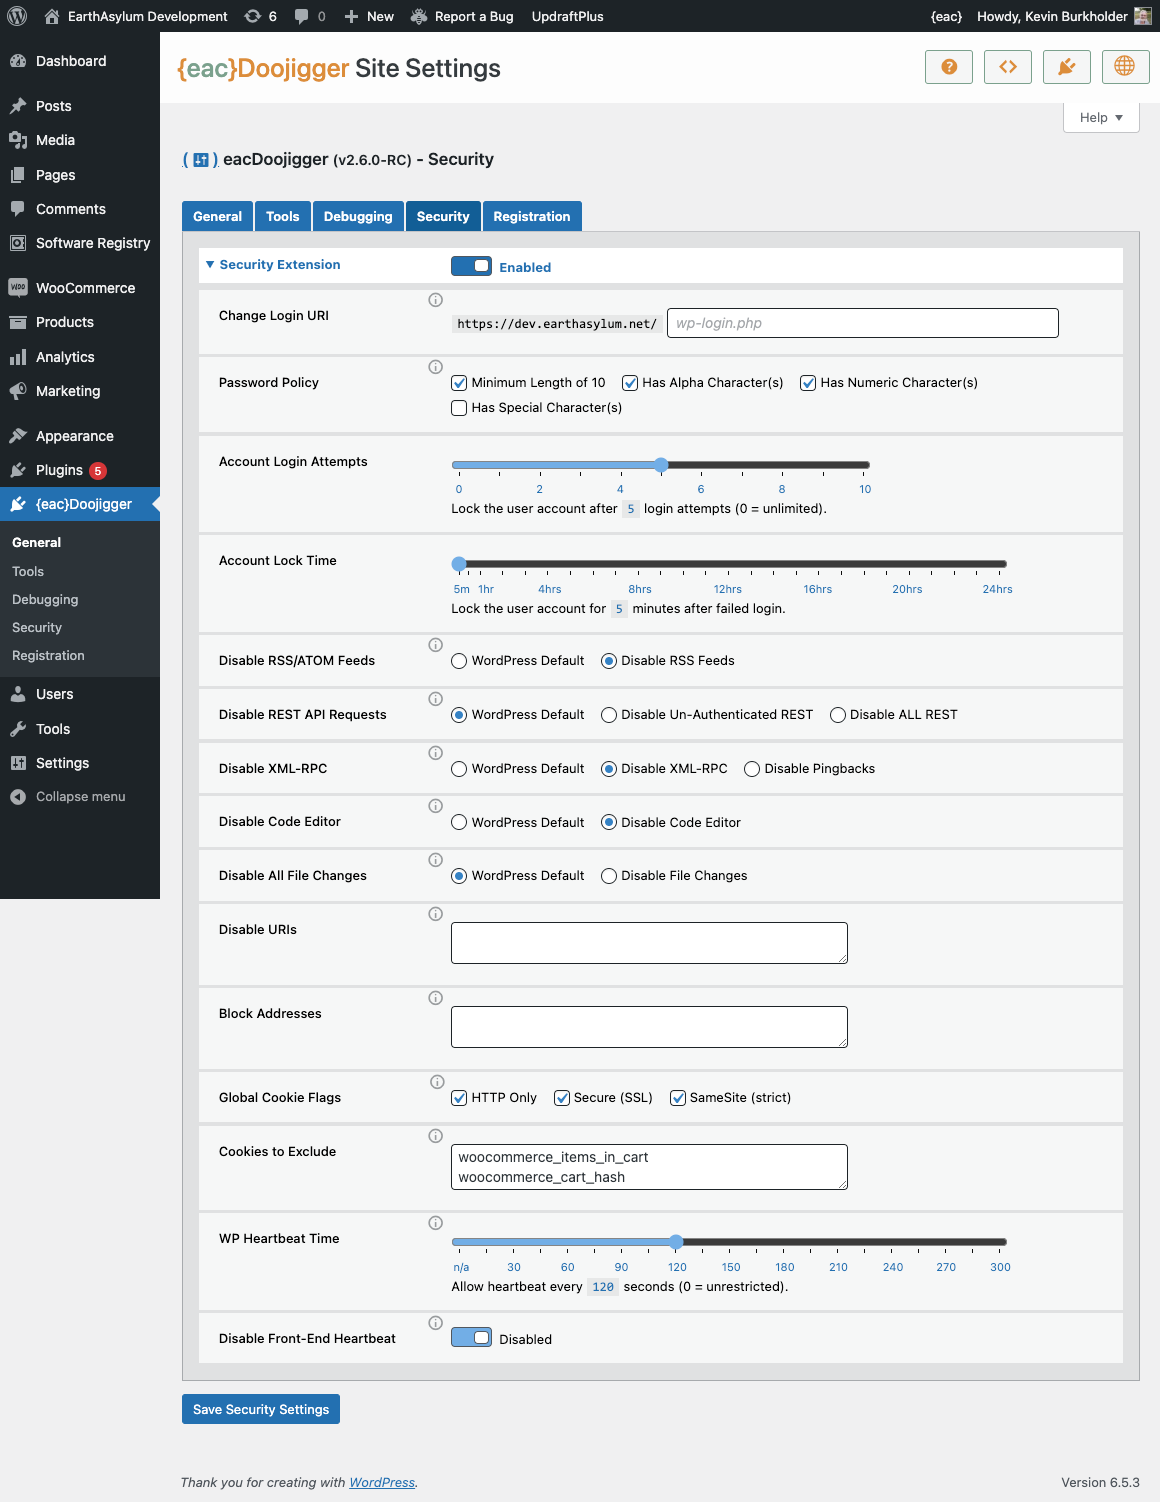 EarthAsylum Development 6 0 New Report a Bug UpdraftPlus {eac} Howdy, Kevin Burkholder
Dashboard
Posts
Media
Pages
Comments
Software Registry
WooCommerce
Products
Analytics
Marketing
Appearance
Plugins 5
{eac}Doojigger
General
Tools
Debugging
Security
Registration
Users
Tools
Settings
Collapse menu
{eac}Doojigger Site Settings
Help
eacDoojigger (v2.6.0-RC) - Security
General Tools Debugging Security Registration
Security Extension Enabled
Change Login URI https://dev.earthasylum.net/ wp-login.php
Password Policy Minimum Length of 10 Has Alpha Character(s) Has Numeric Character(s)
Has Special Character(s)
Account Login Attempts
0 2 4 6 8 10
Lock the user account after 5 login attempts (0 = unlimited).
Account Lock Time
5m 1hr 4hrs 8hrs 12hrs 16hrs 20hrs 24hrs
Lock the user account for 5 minutes after failed login.
Disable RSS/ATOM Feeds WordPress Default Disable RSS Feeds
Disable REST API Requests WordPress Default Disable Un-Authenticated REST Disable ALL REST
Disable XML-RPC WordPress Default Disable XML-RPC Disable Pingbacks
Disable Code Editor WordPress Default Disable Code Editor
Disable All File Changes WordPress Default Disable File Changes
Disable URIs
Block Addresses
Global Cookie Flags HTTP Only Secure (SSL) SameSite (strict)
Cookies to Exclude woocommerce_items_in_cart
woocommerce_cart_hash
WP Heartbeat Time
n/a 30 60 90 120 150 180 210 240 270 300
Allow heartbeat every 120 seconds (0 = unrestricted).
Disable Front-End Heartbeat Disabled
Save Security Settings
Thank you for creating with WordPress. Version 6.5.3